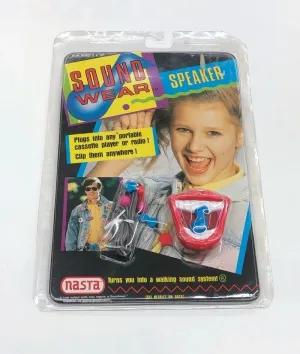 SOUND
WEAR
SPEAKER
Plugs into any portable
cassette player or radio!
Clip them anywhere!
nasta
Turns you into a walking sound system!